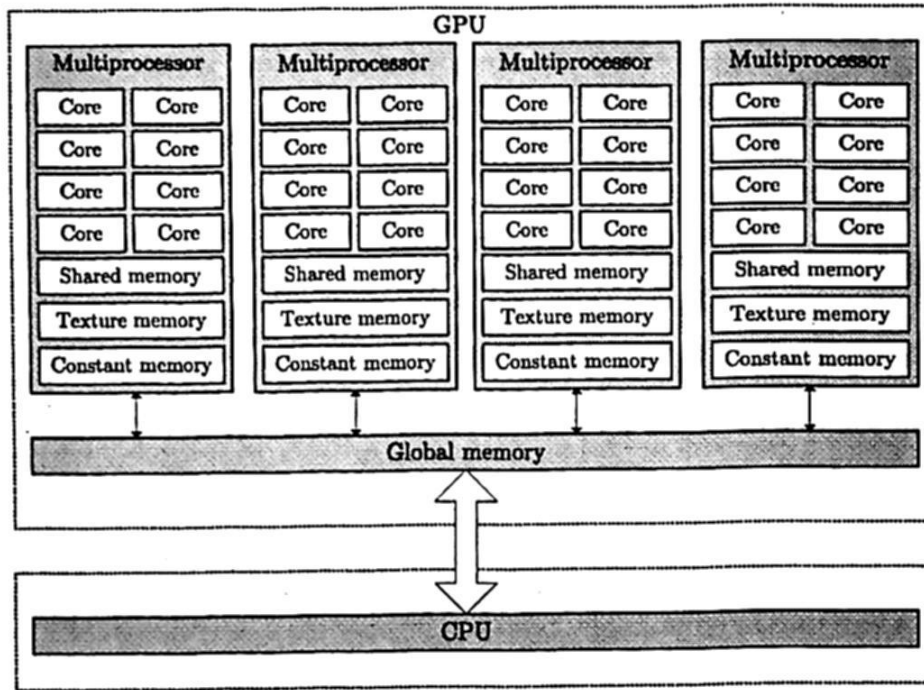 GPU
Multiprocessor Multiprocessor Multiprocessor Multiprocessor
Core Core Core Core Core Core Core Core
Core Core Core Core Core Core Core Core
Core Core Core Core Core Core Core Core
Core Core Core Core Core Core Core Core
Shared memory Shared memory Shared memory Shared memory
Texture memory Texture memory Texture memory Texture memory
Constant memory Constant memory Constant memory Constant memory
Global memory
CPU